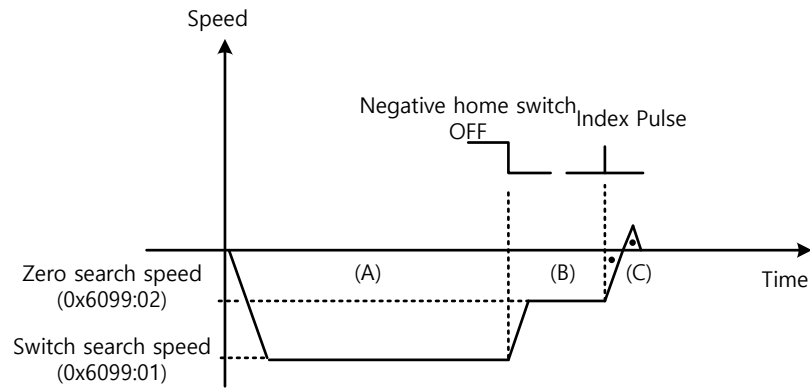 Speed
Negative home switch
OFF
Index Pulse
Zero search speed
(0x6099:02)
(A)
(B)
(C)
Time
Switch search speed
(0x6099:01)